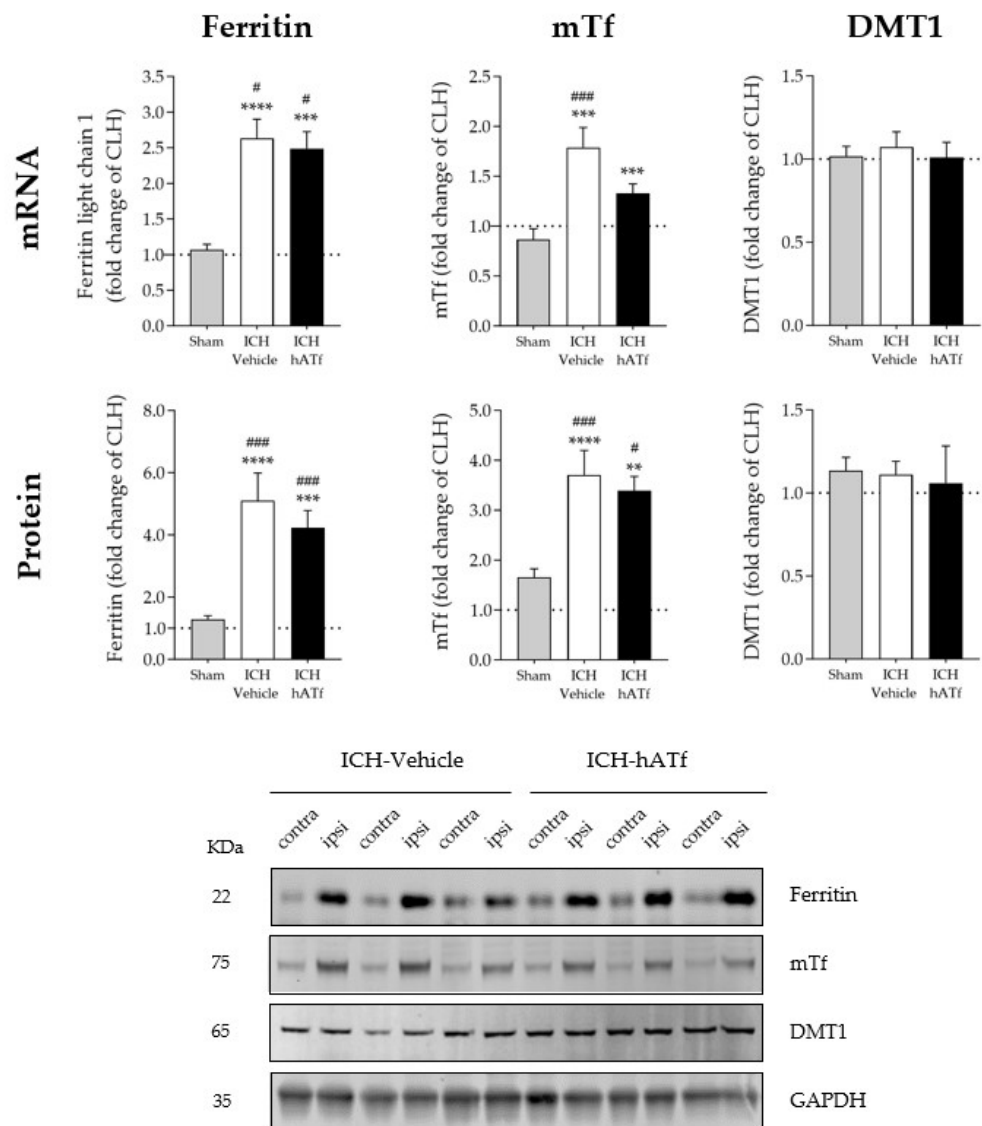 Ferritin
mTf
DMT1
mRNA
Ferritin light chain 1
(fold change of CLH)
3.5
3.0
2.5
2.0
1.5
1.0
0.5
0.0
#
****
#
***
Sham
ICH
Vehicle
ICH
hATf
mTf (fold change of CLH)
2.5
2.0
1.5
1.0
0.5
0.0
###
***
***
Sham
ICH
Vehicle
ICH
hATf
DMT1 (fold change of CLH)
1.5
1.0
0.5
0.0
Sham
ICH
Vehicle
ICH
hATf
Protein
Ferritin (fold change of CLH)
8.0
6.0
4.0
2.0
1.0
0.0
###
****
###
***
Sham
ICH
Vehicle
ICH
hATf
mTf (fold change of CLH)
5.0
4.0
3.0
2.0
1.0
0.0
###
****
#
**
Sham
ICH
Vehicle
ICH
hATf
DMT1 (fold change of CLH)
1.5
1.0
0.5
0.0
Sham
ICH
Vehicle
ICH
hATf
ICH-Vehicle
ICH-hATf
KDa
contra ipsi contra ipsi contra ipsi contra ipsi contra ipsi contra ipsi
22 Ferritin
75 mTf
65 DMT1
35 GAPDH